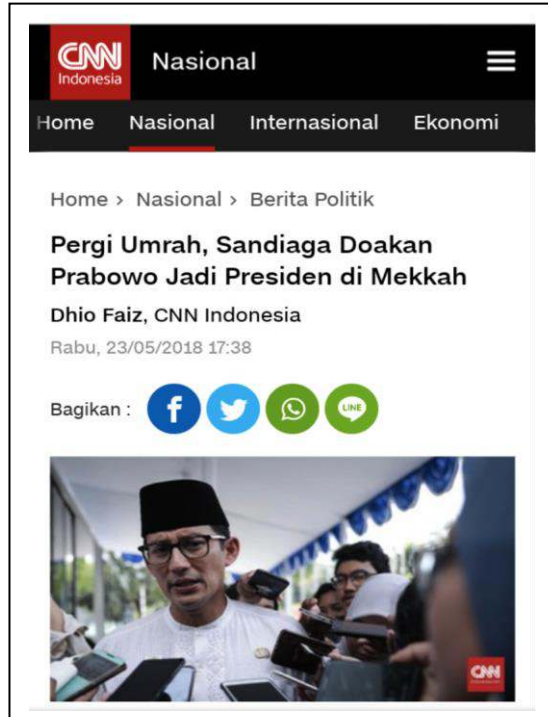 CNN
Indonesia
Nasional
Home Nasional Internasional Ekonomi
Home › Nasional › Berita Politik
Pergi Umrah, Sandiaga Doakan
Prabowo Jadi Presiden di Mekkah
Dhio Faiz, CNN Indonesia
Rabu, 23/05/2018 17:38
Bagikan :
f
LINE
CNN